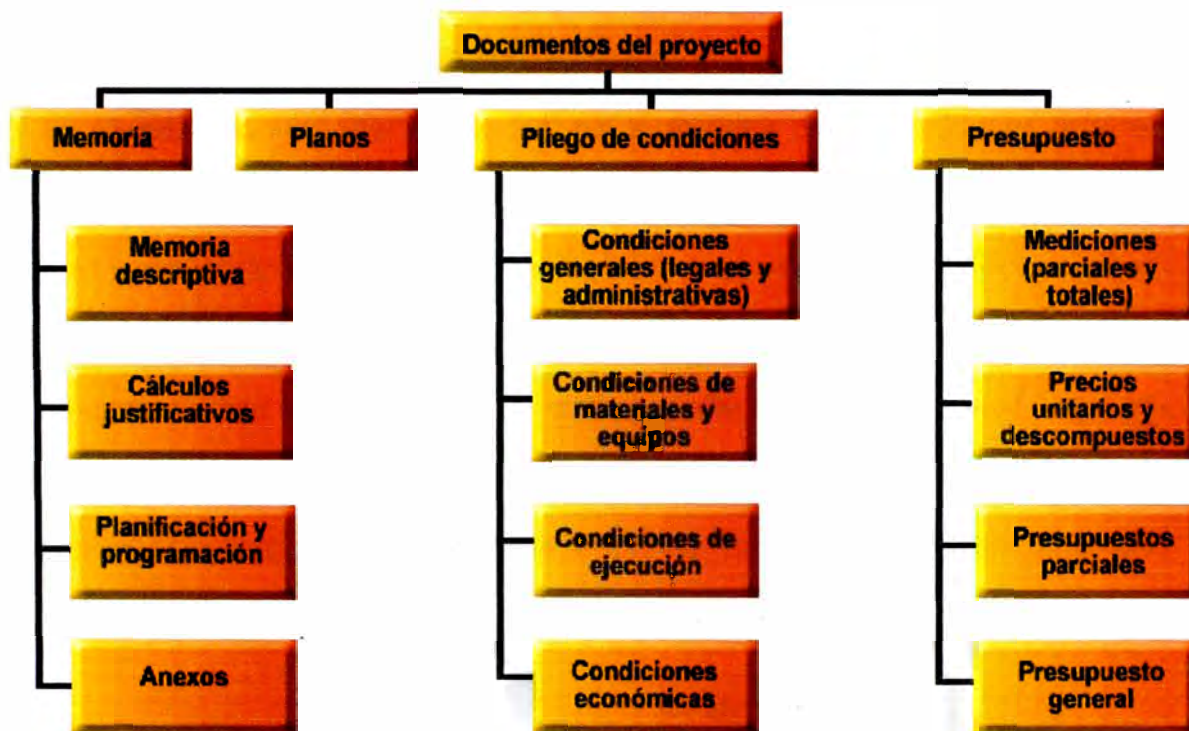 Documentos del proyecto
Memoria
Planos
Pliego de condiciones
Presupuesto
Memoria
descriptiva
Cálculos
justificativos
Planificación y
programación
Anexos
Condiciones
generales (legales y
administrativas)
Condiciones de
materiales y
equipos
Condiciones de
ejecución
Condiciones
económicas
Mediciones
(parciales y
totales)
Precios
unitarios y
descompuestos
Presupuestos
parciales
Presupuesto
general